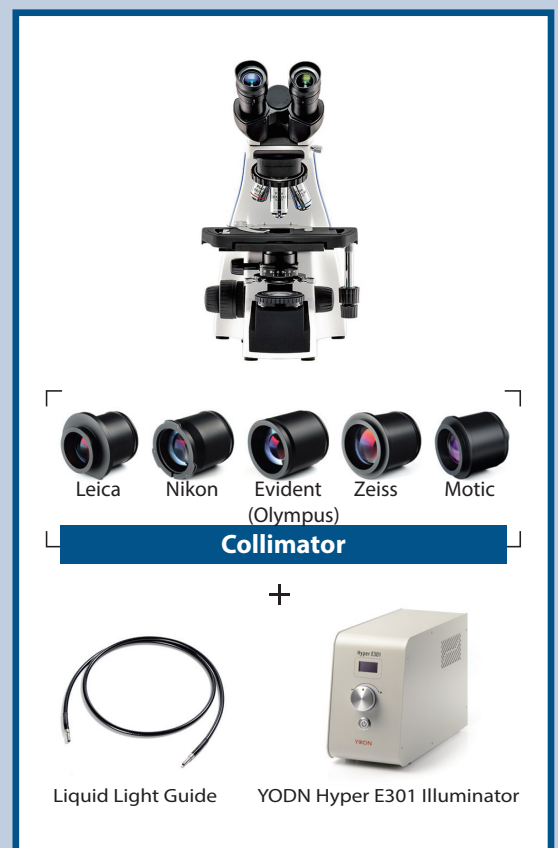 Leica
Nikon
Evident
(Olympus)
Zeiss
Motic
Collimator
+
Hyper E301
YODN
Liquid Light Guide
YODN Hyper E301 Illuminator